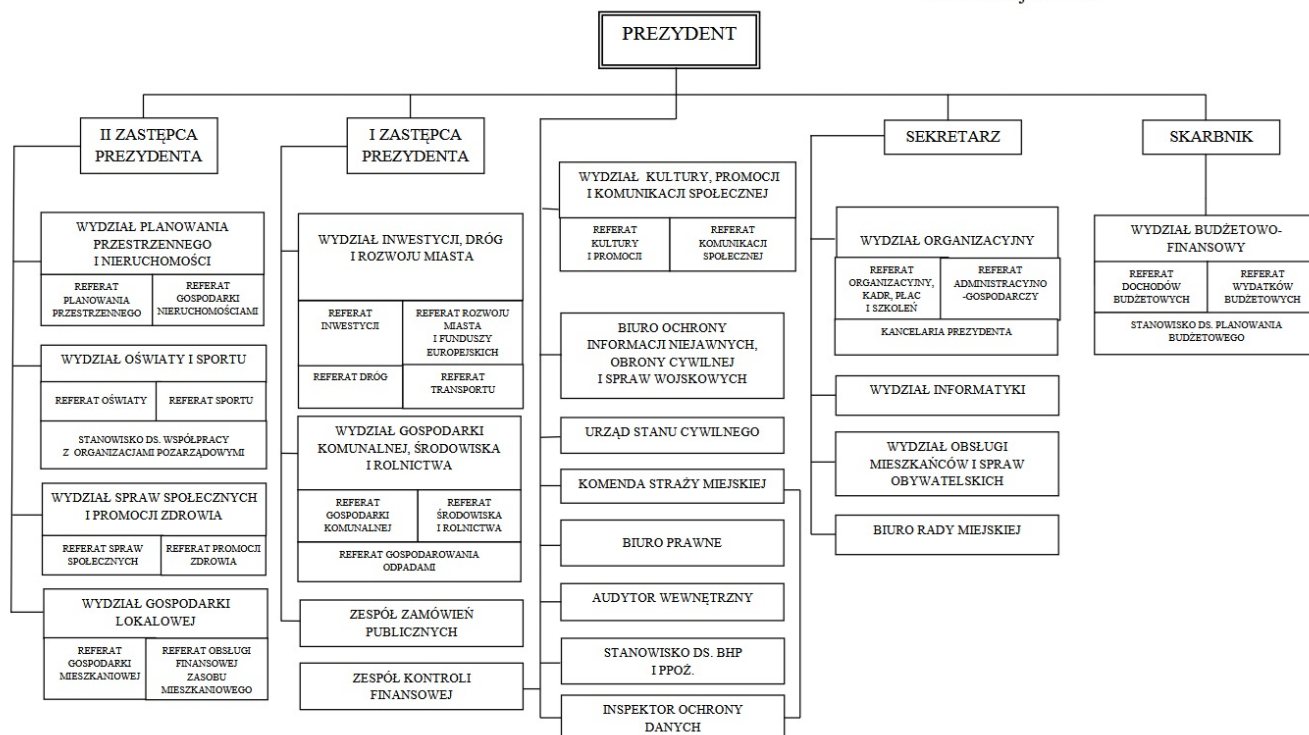 PREZYDENT
II ZASTĘPCA
PREZYDENTA
I ZASTĘPCA
PREZYDENTA
SEKRETARZ
SKARBNIK
WYDZIAŁ PLANOWANIA
PRZESTRZENNEGO
I NIERUCHOMOŚCI
REFERAT
PLANOWANIA
PRZESTRZENNEGO
REFERAT
GOSPODARKI
NIERUCHOMOŚCIAMI
WYDZIAŁ OŚWIATY I SPORTU
REFERAT OŚWIATY
REFERAT SPORTU
STANOWISKO DS. WSPÓŁPRACY
Z ORGANIZACJAMI POZARZĄDOWYMI
WYDZIAŁ SPRAW SPOŁECZNYCH
I PROMOCJI ZDROWIA
REFERAT SPRAW
SPOŁECZNYCH
REFERAT PROMOCJI
ZDROWIA
WYDZIAŁ GOSPODARKI
LOKALOWEJ
REFERAT
GOSPODARKI
MIESZKANIOWEJ
REFERAT OBSŁUGI
FINANSOWEJ
ZASOBU
MIESZKANIOWEGO
WYDZIAŁ INWESTYCJI, DRÓG
I ROZWOJU MIASTA
REFERAT
INWESTYCJI
REFERAT ROZWOJU
MIASTA
I FUNDUSZY
EUROPEJSKICH
REFERAT DRÓG
REFERAT
TRANSPORTU
WYDZIAŁ GOSPODARKI
KOMUNALNEJ, ŚRODOWISKA
I ROLNICTWA
REFERAT
GOSPODARKI
KOMUNALNEJ
REFERAT
ŚRODOWISKA
I ROLNICTWA
REFERAT GOSPODAROWANIA
ODPADAMI
ZESPÓŁ ZAMÓWIEŃ
PUBLICZNYCH
ZESPÓŁ KONTROLI
FINANSOWEJ
WYDZIAŁ KULTURY, PROMOCJI
I KOMUNIKACJI SPOŁECZNEJ
REFERAT
KULTURY
I PROMOCJI
REFERAT
KOMUNIKACJI
SPOŁECZNEJ
BIURO OCHRONY
INFORMACJI NIEJAWNYCH,
OBRONY CYWILNEJ
I SPRAW WOJSKOWYCH
URZĄD STANU CYWILNEGO
KOMENDA STRAŻY MIEJSKIEJ
BIURO PRAWNE
AUDYTOR WEWNĘTRZNY
STANOWISKO DS. BHP
I PPOŻ.
INSPEKTOR OCHRONY
DANYCH
WYDZIAŁ ORGANIZACYJNY
REFERAT
ORGANIZACYJNY,
KADR, PŁAC
I SZKOLEŃ
REFERAT
ADMINISTRACYJNO
-GOSPODARCZY
KANCELARIA PREZYDENTA
WYDZIAŁ INFORMATYKI
WYDZIAŁ OBSŁUGI
MIESZKAŃCÓW I SPRAW
OBYWATELSKICH
BIURO RADY MIEJSKIEJ
WYDZIAŁ BUDŻETOWO-
FINANSOWY
REFERAT
DOCHODÓW
BUDŻETOWYCH
REFERAT
WYDATKÓW
BUDŻETOWYCH
STANOWISKO DS. PLANOWANIA
BUDŻETOWEGO